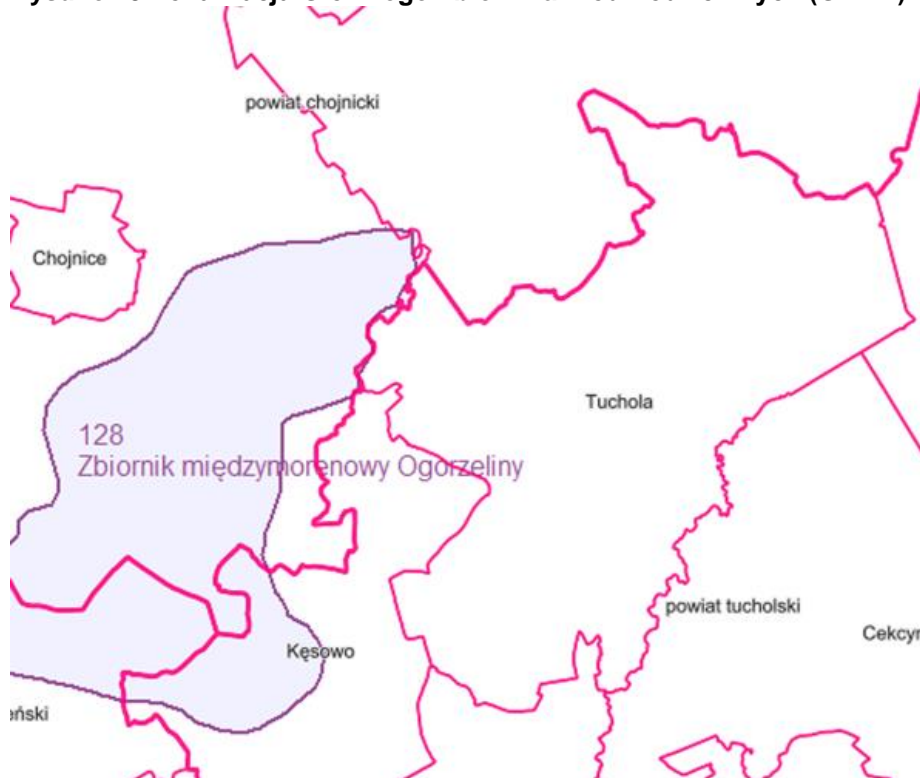 powiat chojnicki
Chojnice
Tuchola
128
Zbiornik międzymorenowy Ogorzeliny
powiat tucholski
Kęsowo